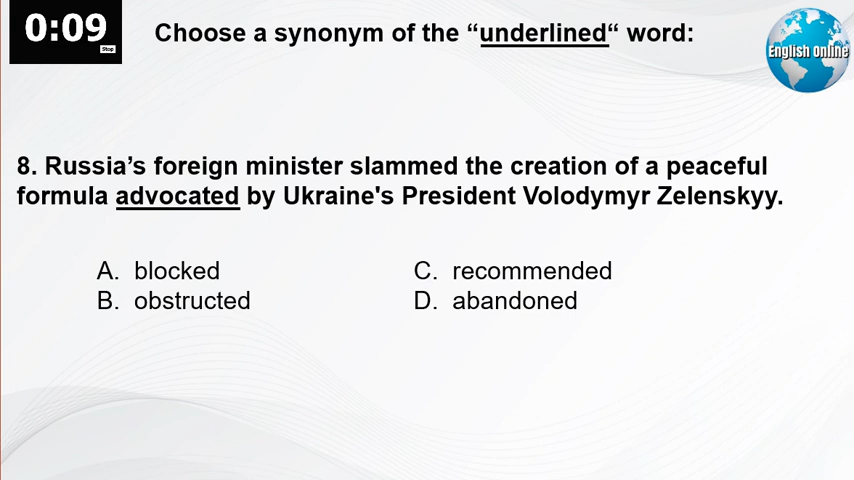 0:09
Stop
Choose a synonym of the “underlined“ word:
English Online
8. Russia’s foreign minister slammed the creation of a peaceful
formula advocated by Ukraine's President Volodymyr Zelenskyy.
A. blocked
B. obstructed
C. recommended
D. abandoned